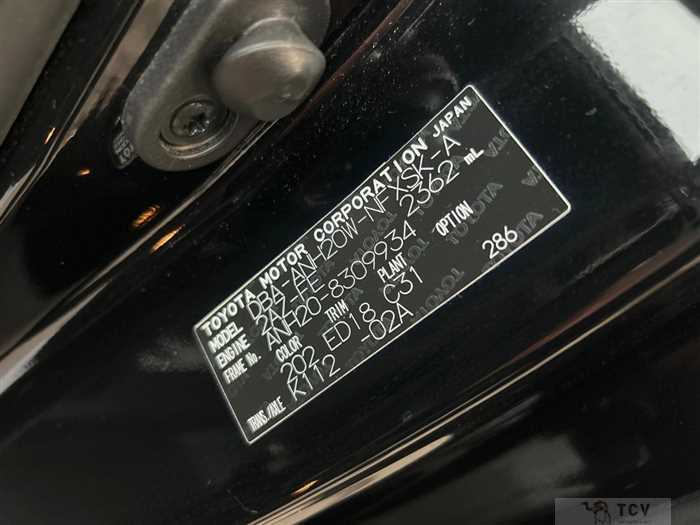 TOYOTA MOTOR CORPORATION JAPAN
MODEL DBA-ANH20W-NFXSK-A
ENGINE 2AZ-FE 2362 mL
FRAME No. ANH20-8309934
COLOR TRIM PLANT OPTION
202 ED18 C31 286
TRNS./AXLE K112 -02A
TCV